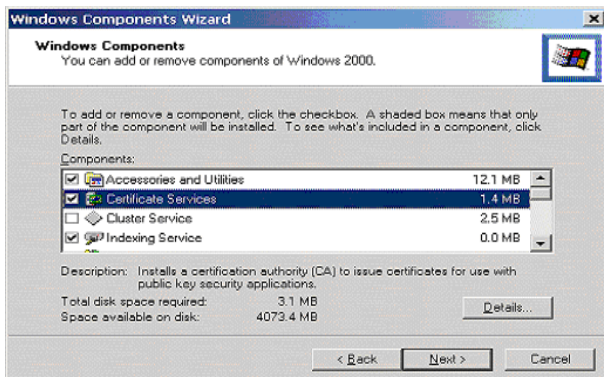 Windows Components Wizard
Windows Components
You can add or remove components of Windows 2000.
To add or remove a component, click the checkbox. A shaded box means that only
part of the component will be installed. To see what's included in a component, click
Details.
Components:
Accessories and Utilities 12.1 MB
Certificate Services 1.4 MB
Cluster Service 2.5 MB
Indexing Service 0.0 MB
Description: Installs a certification authority (CA) to issue certificates for use with
public key security applications.
Total disk space required: 3.1 MB
Space available on disk: 4073.4 MB
Details...
< Back Next > Cancel